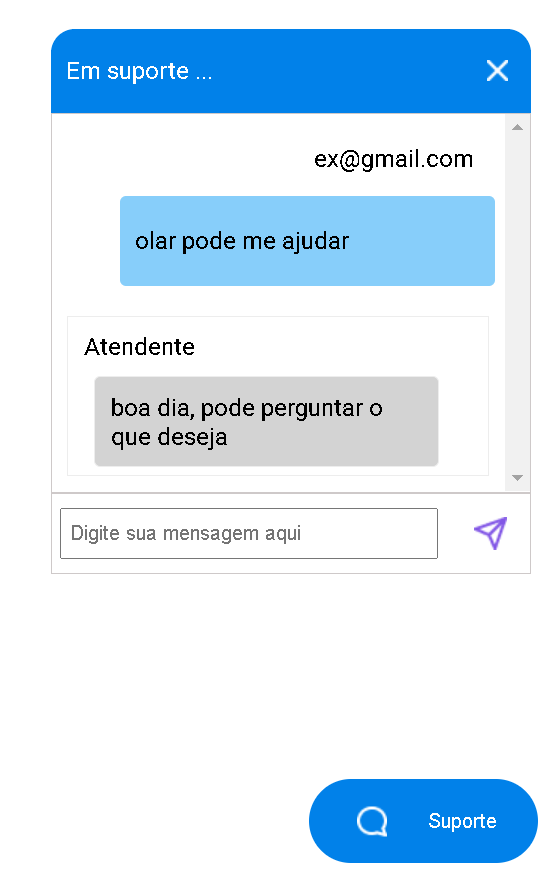 Em suporte ...
ex@gmail.com
olar pode me ajudar
Atendente
boa dia, pode perguntar o
que deseja
Digite sua mensagem aqui
Suporte